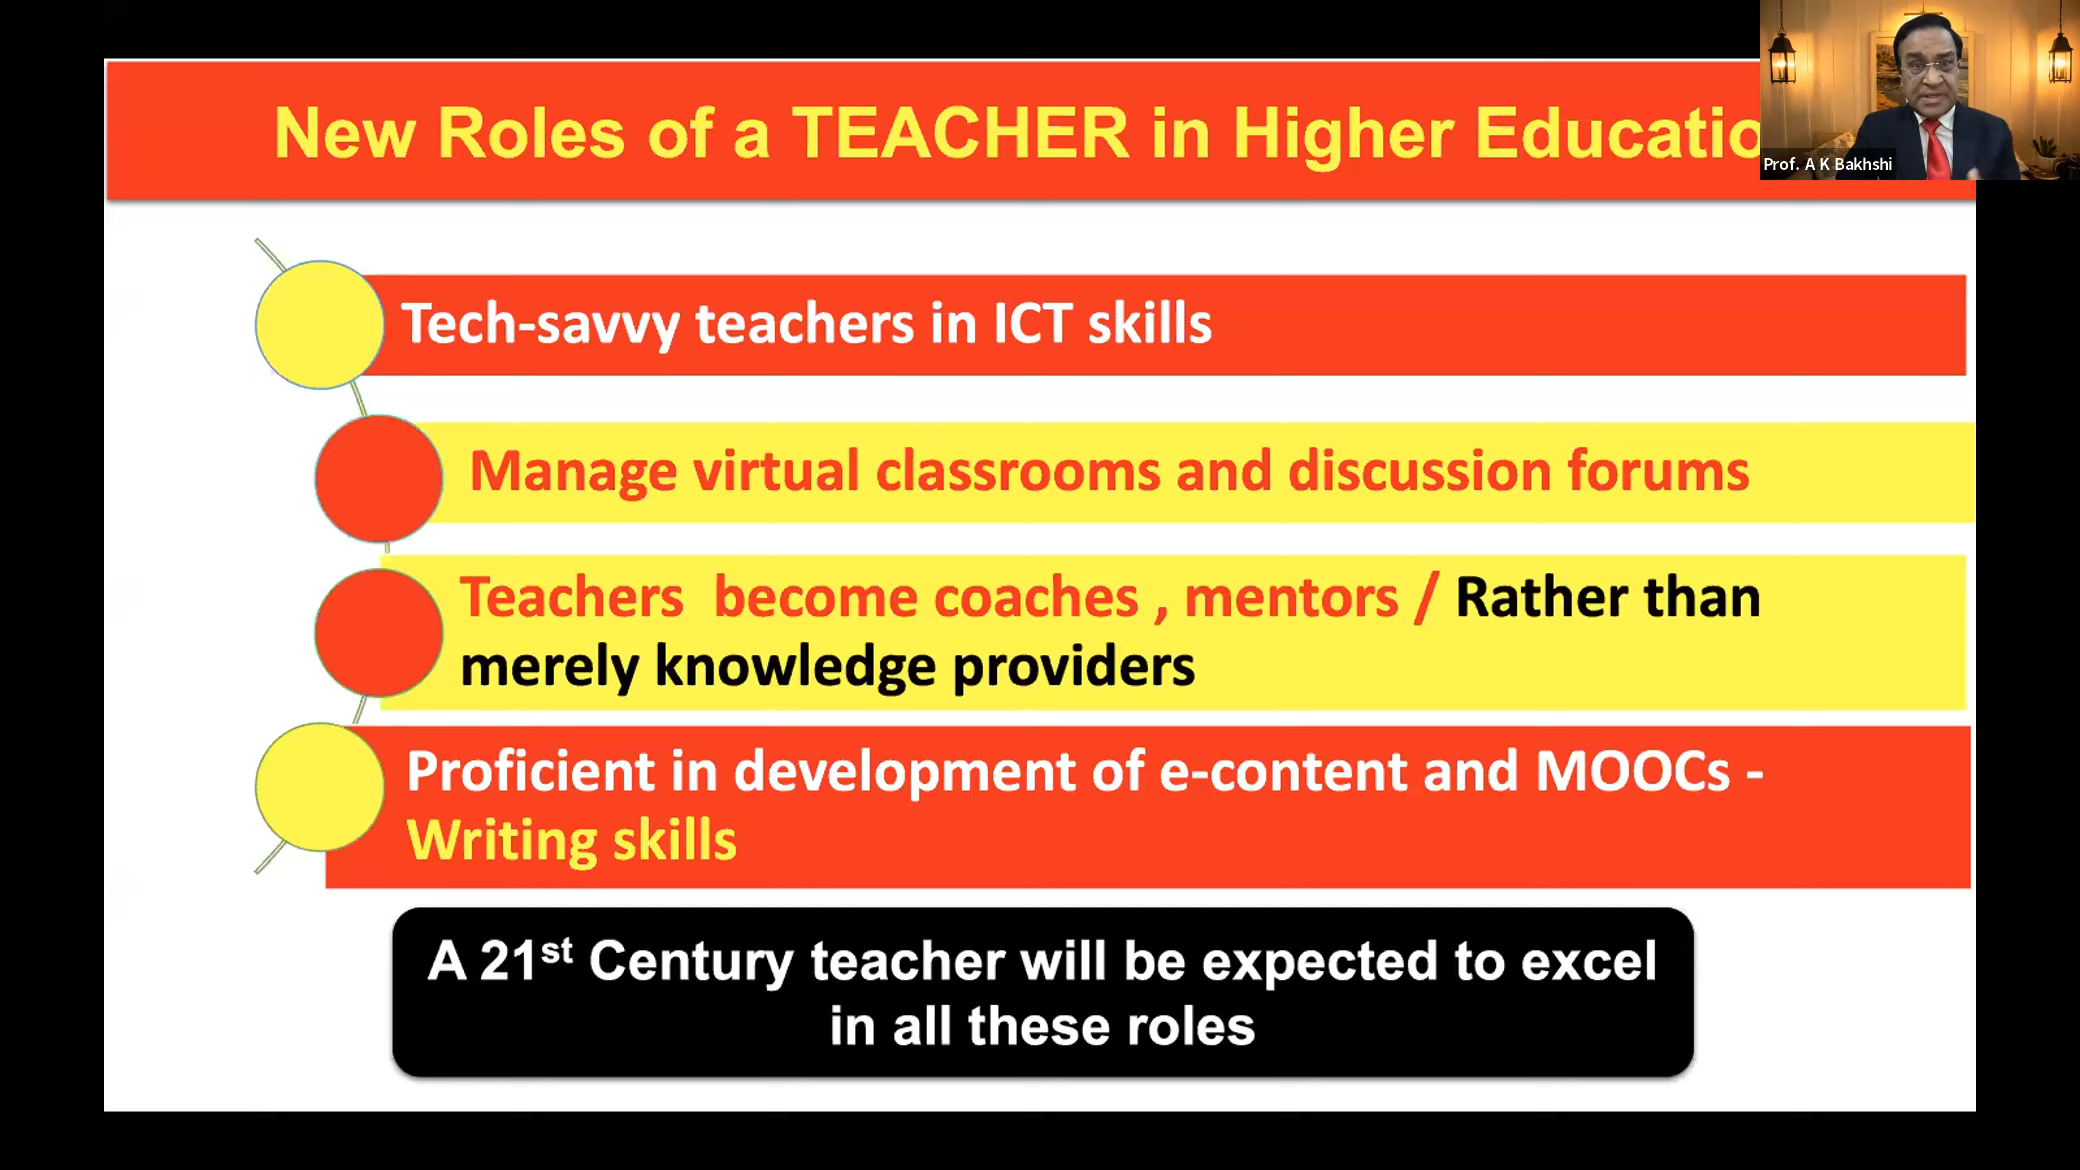 New Roles of a TEACHER in Higher Educatio
Prof. A K Bakhshi
Tech-savvy teachers in ICT skills
Manage virtual classrooms and discussion forums
Teachers become coaches , mentors / Rather than
merely knowledge providers
Proficient in development of e-content and MOOCs -
Writing skills
A 21st Century teacher will be expected to excel
in all these roles